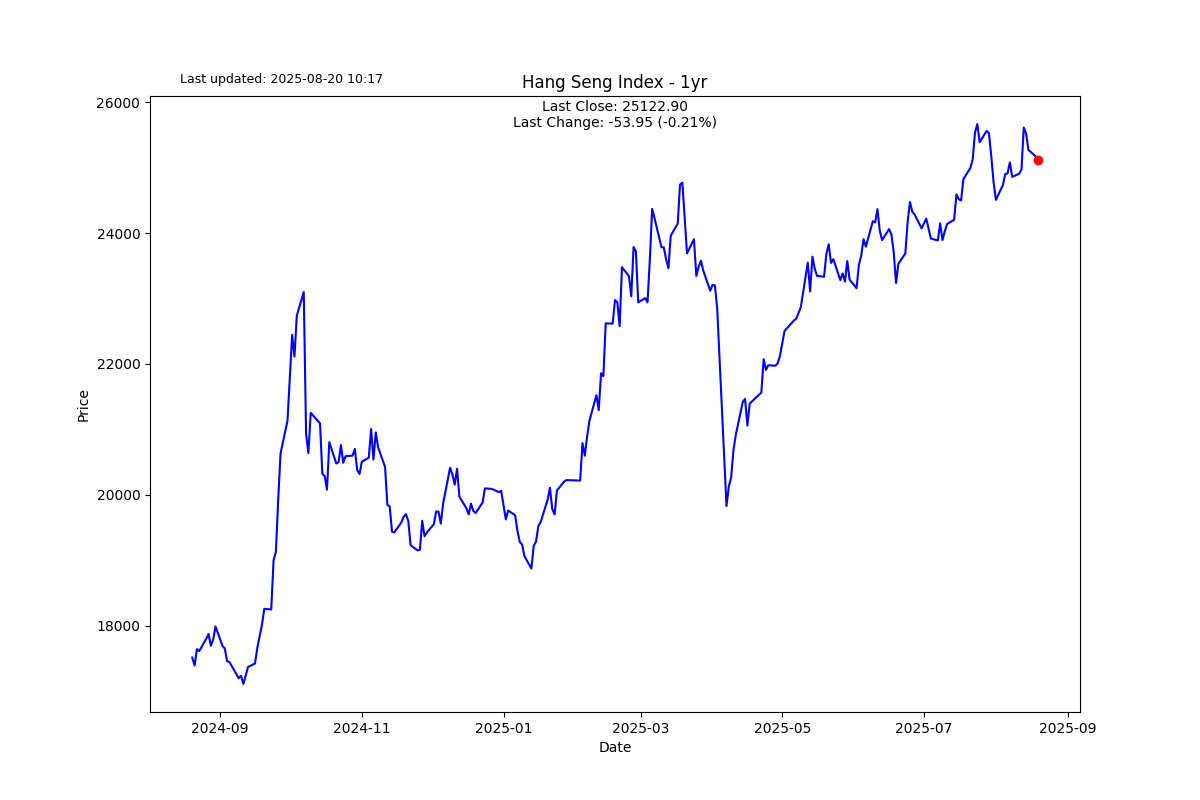 Last updated: 2025-08-20 10:17
Hang Seng Index - 1yr
Last Close: 25122.90
Last Change: -53.95 (-0.21%)
26000
24000
22000
20000
18000
Price
2024-09
2024-11
2025-01
2025-03
2025-05
2025-07
2025-09
Date